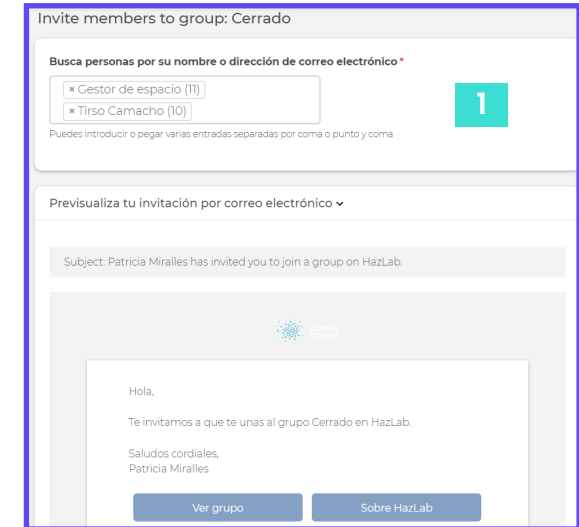 Invite members to group: Cerrado
Busca personas por su nombre o dirección de correo electrónico *
× Gestor de espacio (11)
× Tirso Camacho (10)
1
Puedes introducir o pegar varias entradas separadas por coma o punto y coma
Previsualiza tu invitación por correo electrónico
Subject: Patricia Miralles has invited you to join a group on HazLab.
open
social
Hola,
Te invitamos a que te unas al grupo Cerrado en HazLab.
Saludos cordiales,
Patricia Miralles
Ver grupo
Sobre HazLab